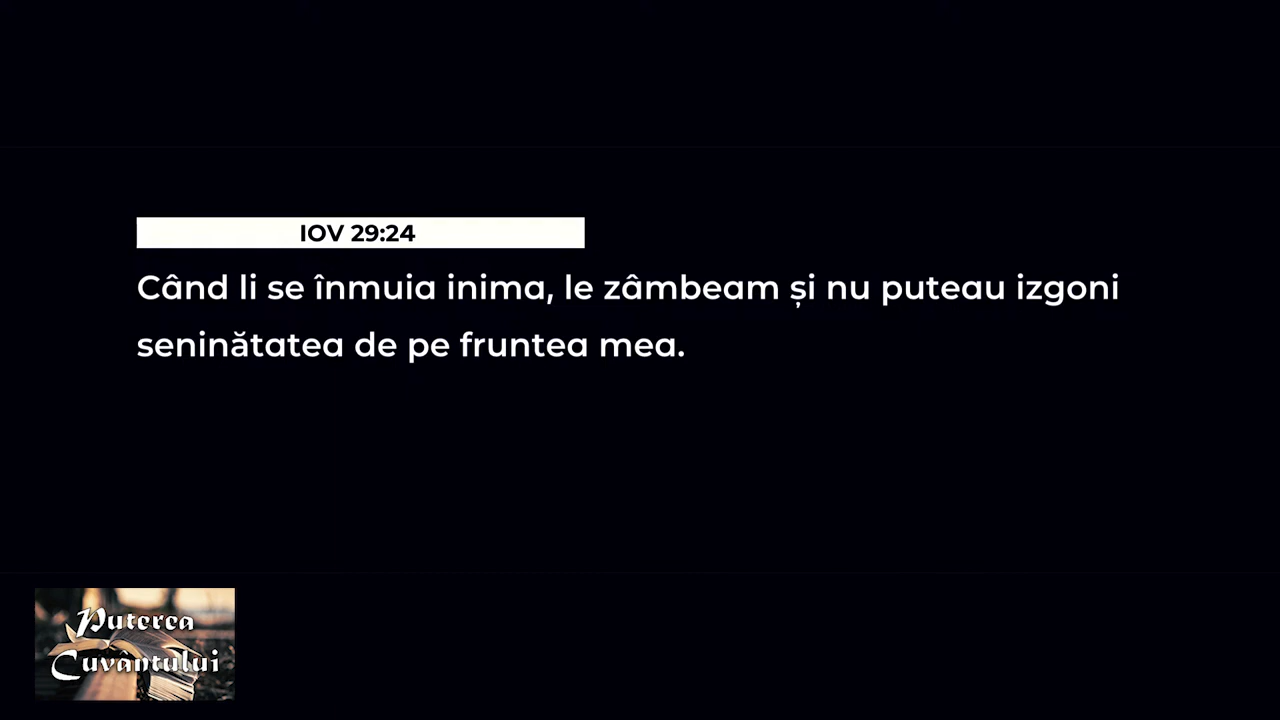 IOV 29:24
Când li se înmuia inima, le zâmbeam și nu puteau izgoni
seninătatea de pe fruntea mea.
Puterea
Cuvântului